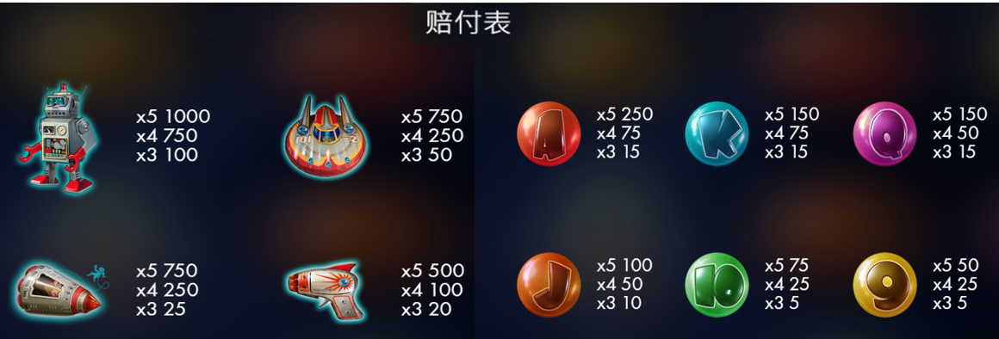 赔付表
x5 1000
x4 750
x3 100
x5 750
x4 250
x3 50
A
x5 250
x4 75
x3 15
K
x5 150
x4 75
x3 15
Q
x5 150
x4 50
x3 15
x5 750
x4 250
x3 25
x5 500
x4 100
x3 20
J
x5 100
x4 50
x3 10
10
x5 75
x4 25
x3 5
9
x5 50
x4 25
x3 5